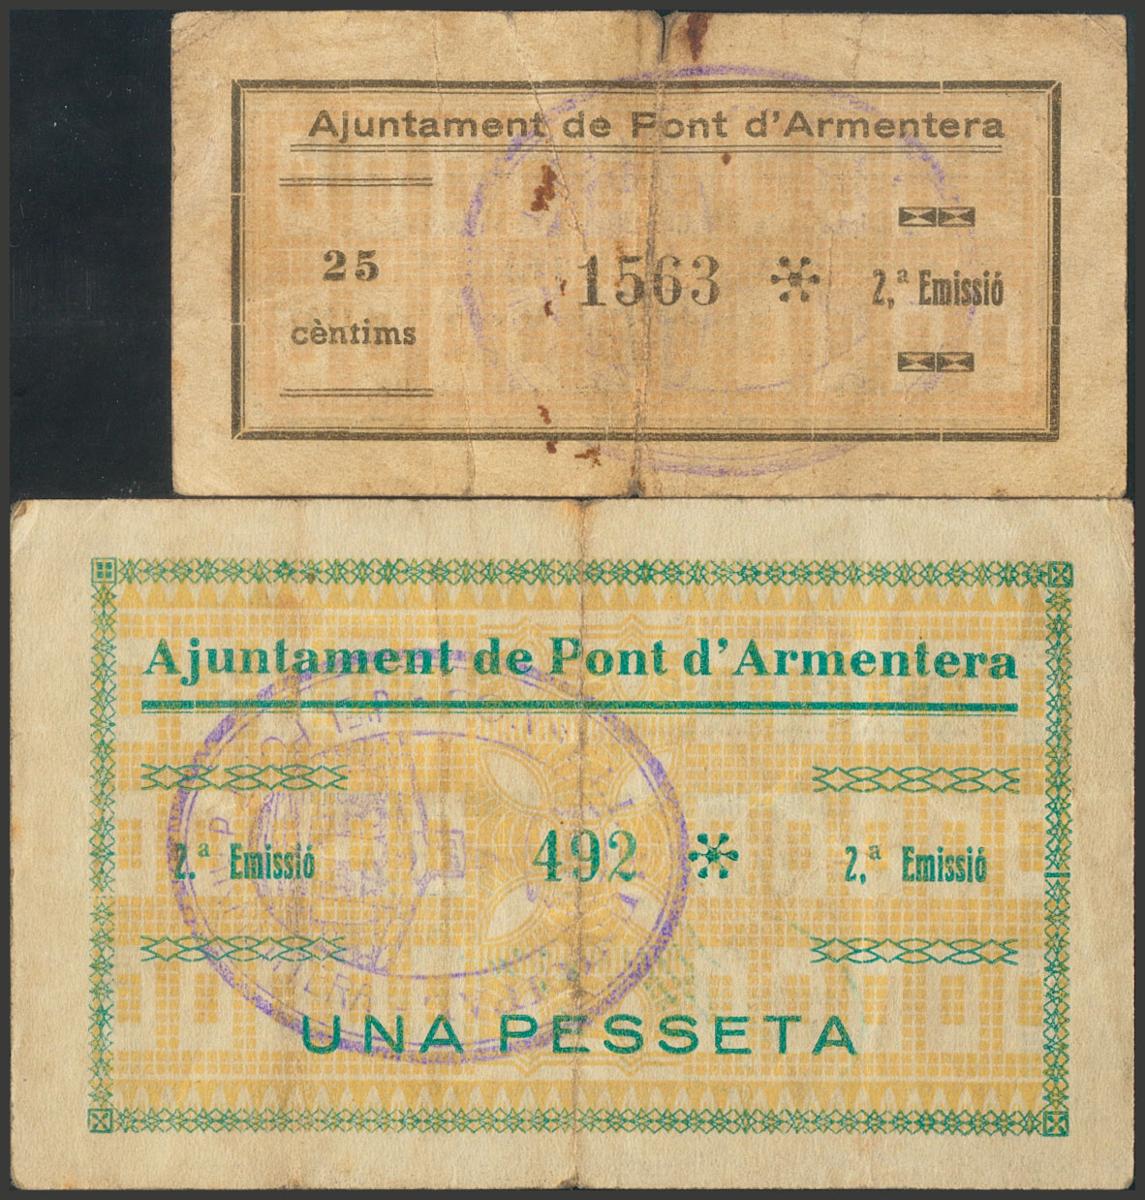 Ajuntament de Pont d'Armentera
25
cèntims
1563
2,ª Emissió
Ajuntament de Pont d'Armentera
2.ª Emissió
492
2,ª Emissió
UNA PESSETA